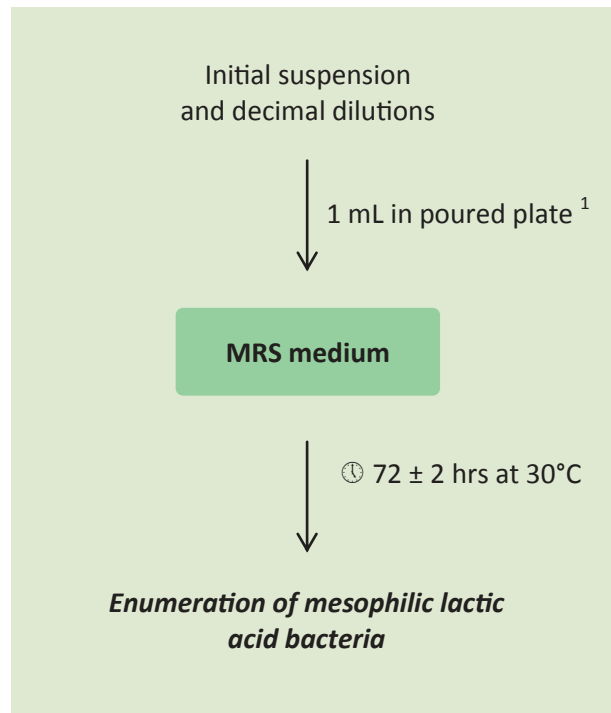 Initial suspension
and decimal dilutions
1 mL in poured plate 1
MRS medium
🕔 72 ± 2 hrs at 30°C
Enumeration of mesophilic lactic
acid bacteria